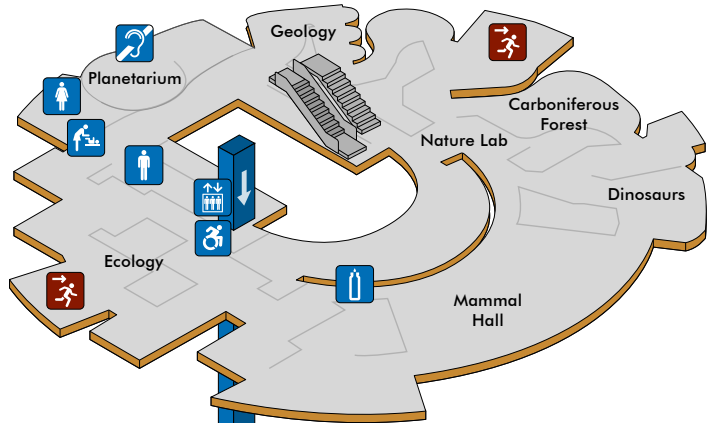 Geology
Planetarium
Carboniferous
Forest
Nature Lab
Dinosaurs
Ecology
Mammal
Hall